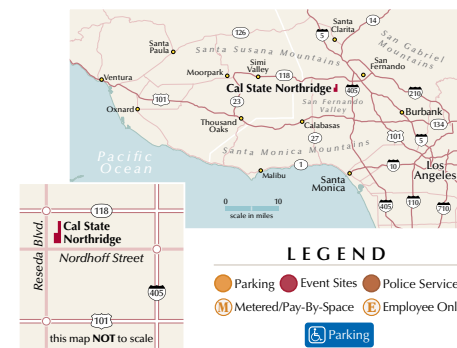 126
Santa
Clarita
14
5
Santa
Paula
Santa Susana Mountains
San Gabriel
Mountains
Simi
Valley
San
Fernando
Moorpark
118
Ventura
Cal State Northridge
405
210
101
23
San Fernando
Valley
Oxnard
Burbank
Thousand
Oaks
Calabasas
134
27
101
5
Santa Monica Mountains
Pacific
Ocean
1
10
Los
Angeles
Malibu
Santa
Monica
405
110
710
0
10
scale in miles
118
Reseda Blvd.
Cal State
Northridge
Nordhoff Street
405
101
this map NOT to scale
LEGEND
Parking
Event Sites
Police Service
M Metered/Pay-By-Space
E Employee Onl
Parking